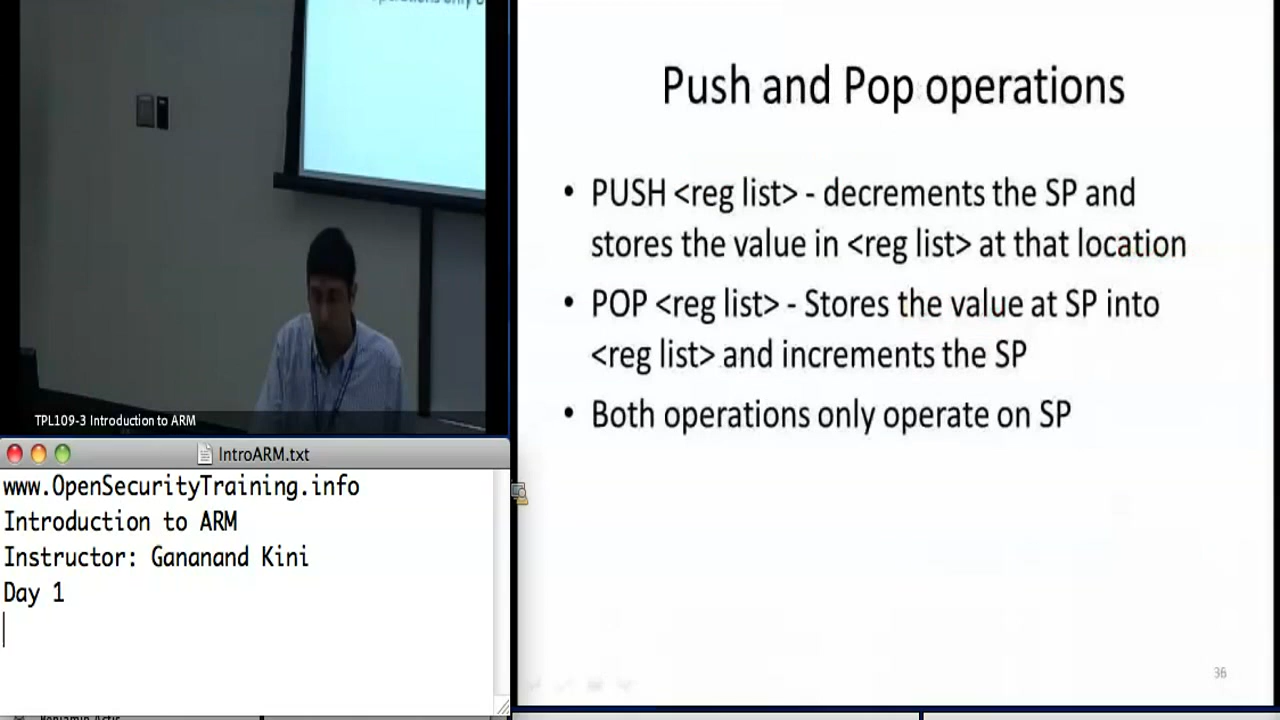 Push and Pop operations
• PUSH <reg list> - decrements the SP and
stores the value in <reg list> at that location
• POP <reg list> - Stores the value at SP into
<reg list> and increments the SP
• Both operations only operate on SP
36
TPL109-3 Introduction to ARM
IntroARM.txt
www.OpenSecurityTraining.info
Introduction to ARM
Instructor: Gananand Kini
Day 1